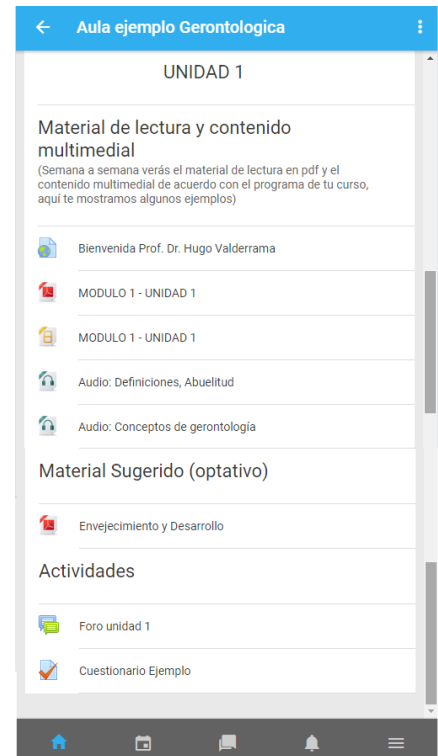 Aula ejemplo Gerontologica
UNIDAD 1
Material de lectura y contenido
multimedial
(Semana a semana verás el material de lectura en pdf y el
contenido multimedial de acuerdo con el programa de tu curso,
aquí te mostramos algunos ejemplos)
Bienvenida Prof. Dr. Hugo Valderrama
MODULO 1 - UNIDAD 1
MODULO 1 - UNIDAD 1
Audio: Definiciones, Abuelitud
Audio: Conceptos de gerontología
Material Sugerido (optativo)
Envejecimiento y Desarrollo
Actividades
Foro unidad 1
Cuestionario Ejemplo